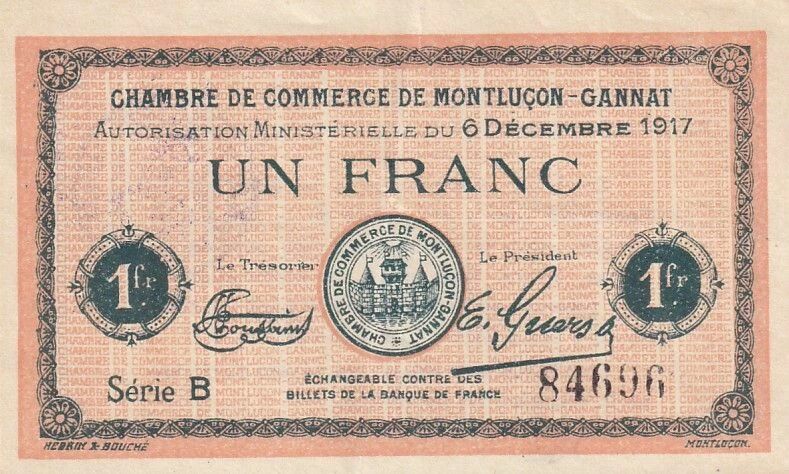 CHAMBRE DE COMMERCE DE MONTLUÇON-GANNAT
AUTORISATION MINISTÉRIELLE DU 6 DÉCEMBRE 1917
UN FRANC
1fr
Le Trésorier
CHAMBRE DE COMMERCE DE MONTLUÇON-GANNAT
Le Président
1fr
E. Guers
Série B
ÉCHANGEABLE CONTRE DES
BILLETS DE LA BANQUE DE FRANCE
84696
HERBIN & BOUCHÉ
MONTLUÇON.